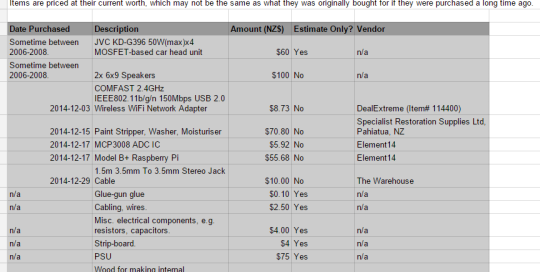 Items are priced at their current worth, which may not be the same as what they was originally bought for if they were purchased a long time ago.
Date Purchased Description Amount (NZ$) Estimate Only? Vendor
Sometime between JVC KD-G396 50W(max)x4
2006-2008. MOSFET-based car head unit $60 Yes n/a
Sometime between
2006-2008. 2x 6x9 Speakers $100 No n/a
COMFAST 2.4GHz
IEEE802.11b/g/n 150Mbps USB 2.0
2014-12-03 Wireless WiFi Network Adapter $8.73 No DealExtreme (Item# 114400)
Specialist Restoration Supplies Ltd,
2014-12-15 Paint Stripper, Washer, Moisturiser $70.80 No Pahiatua, NZ
2014-12-17 MCP3008 ADC IC $5.92 No Element14
2014-12-17 Model B+ Raspberry PI $55.68 No Element14
1.5m 3.5mm To 3.5mm Stereo Jack
2014-12-29 Cable $10.00 No The Warehouse
n/a Glue-gun glue $0.10 Yes n/a
n/a Cabling, wires. $2.50 Yes n/a
Misc. electrical components, e.g.
n/a resistors, capacitors. $4.00 Yes n/a
n/a Strip-board. $4 Yes n/a
n/a PSU $75 Yes n/a
Wood for making internal